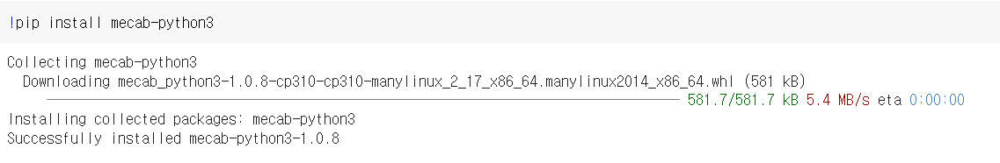 !pip install mecab-python3
Collecting mecab-python3
Downloading mecab_python3-1.0.8-cp310-cp310-manylinux_2_17_x86_64.manylinux2014_x86_64.whl (581 kB)
581.7/581.7 kB 5.4 MB/s eta 0:00:00
Installing collected packages: mecab-python3
Successfully installed mecab-python3-1.0.8